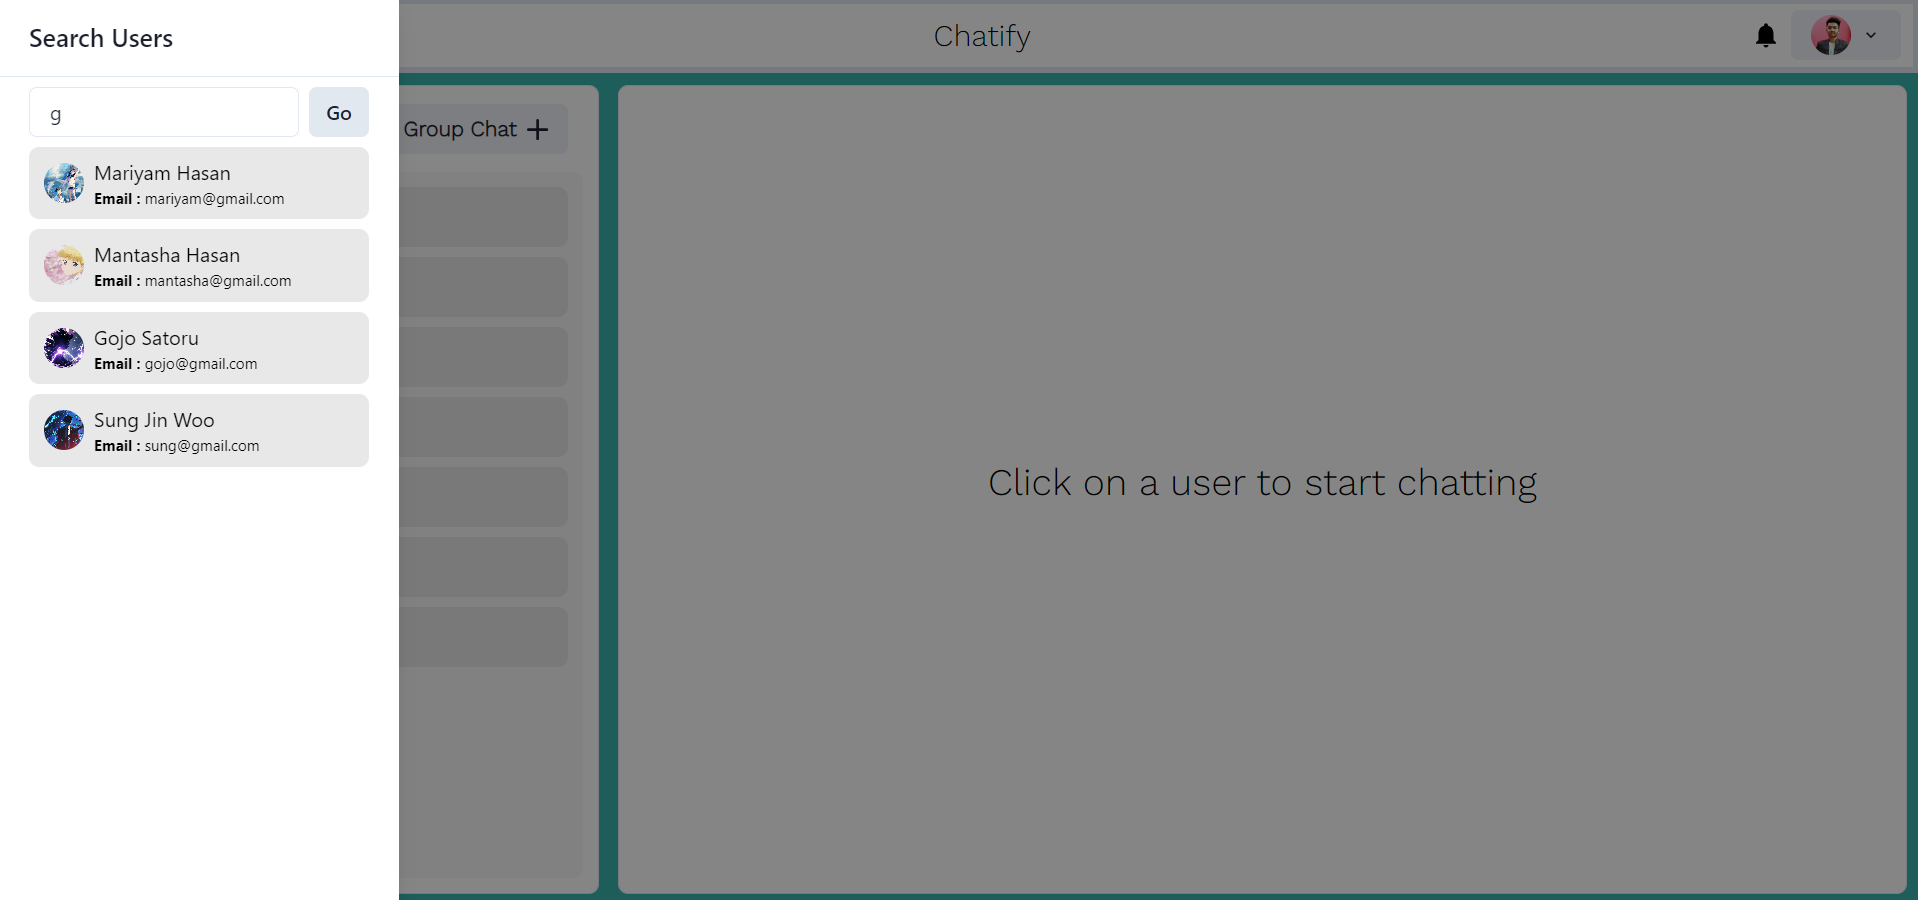 Search Users
g
Go
Mariyam Hasan
Email : mariyam@gmail.com
Mantasha Hasan
Email : mantasha@gmail.com
Gojo Satoru
Email : gojo@gmail.com
Sung Jin Woo
Email : sung@gmail.com
Chatify
Group Chat
Click on a user to start chatting